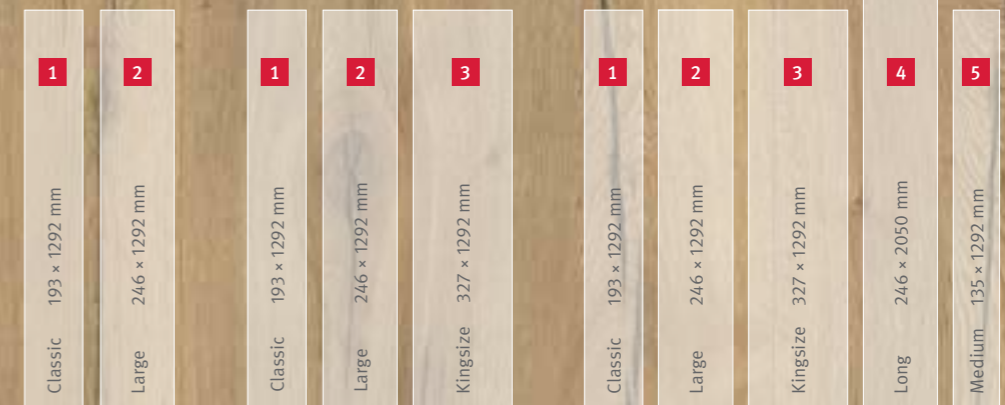 1
Classic 193 × 1292 mm
2
Large 246 × 1292 mm
1
Classic 193 × 1292 mm
2
Large 246 × 1292 mm
3
Kingsize 327 × 1292 mm
1
Classic 193 × 1292 mm
2
Large 246 × 1292 mm
3
Kingsize 327 × 1292 mm
4
Long 246 × 2050 mm
5
Medium 135 × 1292 mm